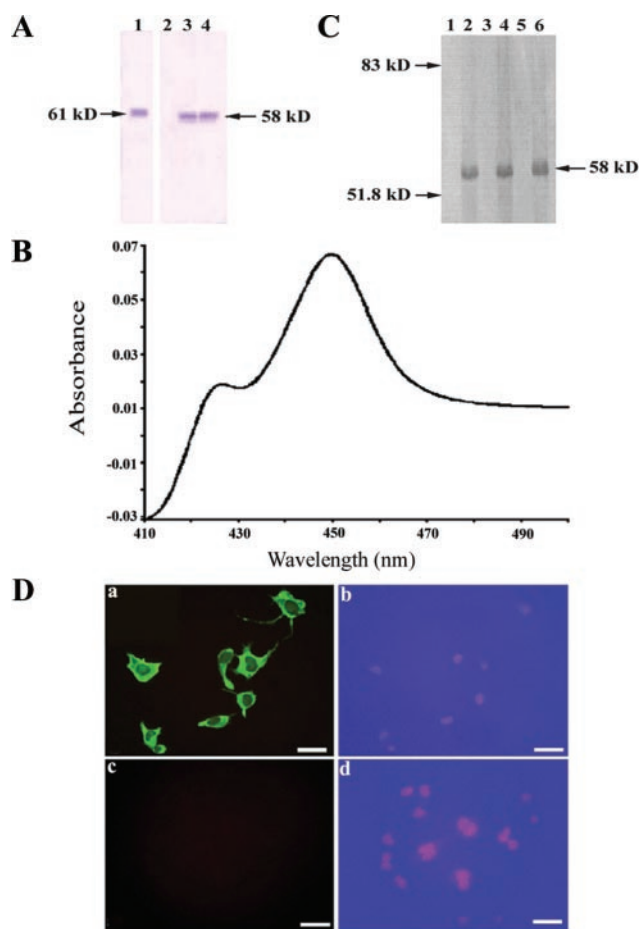 A
1 2 3 4
61 kD
58 kD
C
1 2 3 4 5 6
83 kD
58 kD
51.8 kD
B
Absorbance
0.07
0.05
0.03
0.01
-0.01
-0.03
410 430 450 470 490
Wavelength (nm)
D
a
b
c
d